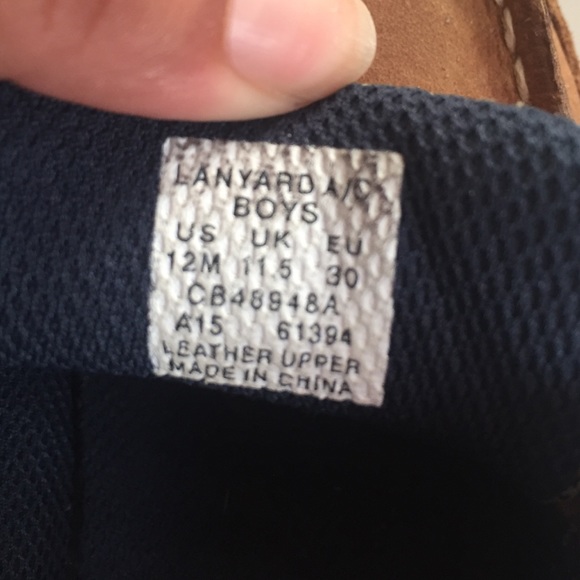 LANYARD A/C
BOYS
US UK EU
12M 11.5 30
CB48948A
A15 61394
LEATHER UPPER
MADE IN CHINA